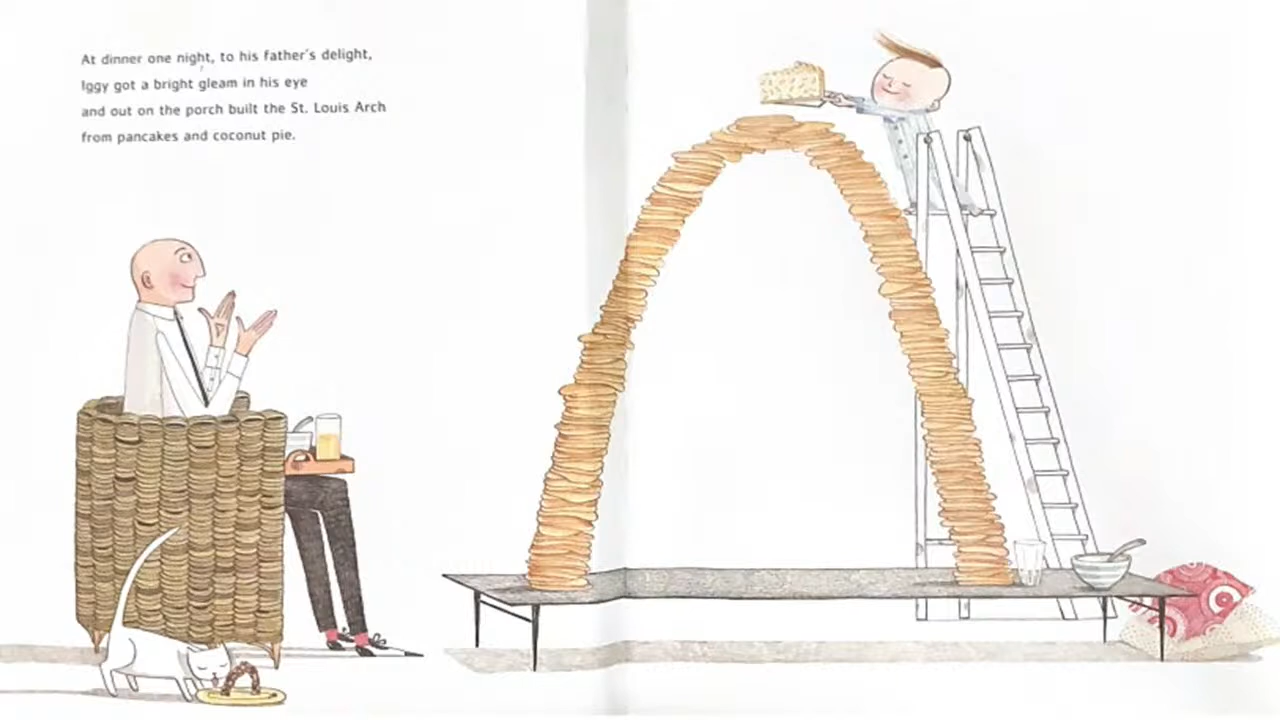 At dinner one night, to his father's delight,
Iggy got a bright gleam in his eye
and out on the porch built the St. Louis Arch
from pancakes and coconut pie.